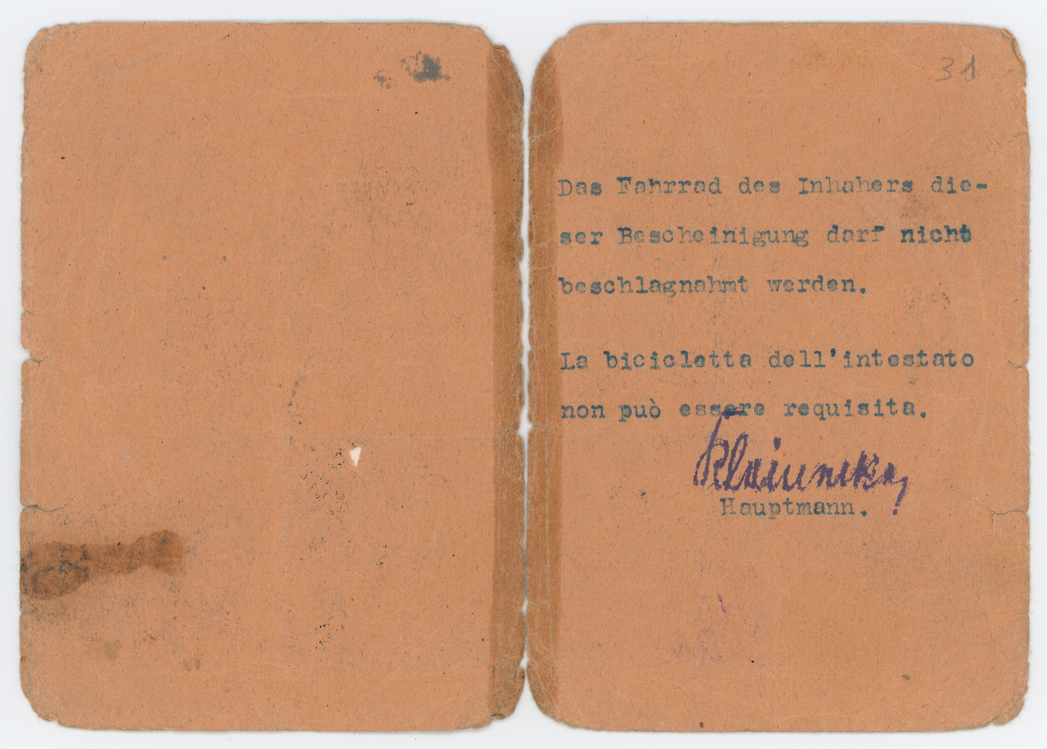 31
Das Fahrrad des Inhabers die-
ser Bescheinigung darf nicht
beschlagnahmt werden.
La bicicletta dell'intestato
non può essere requisita.
Hauptmann.